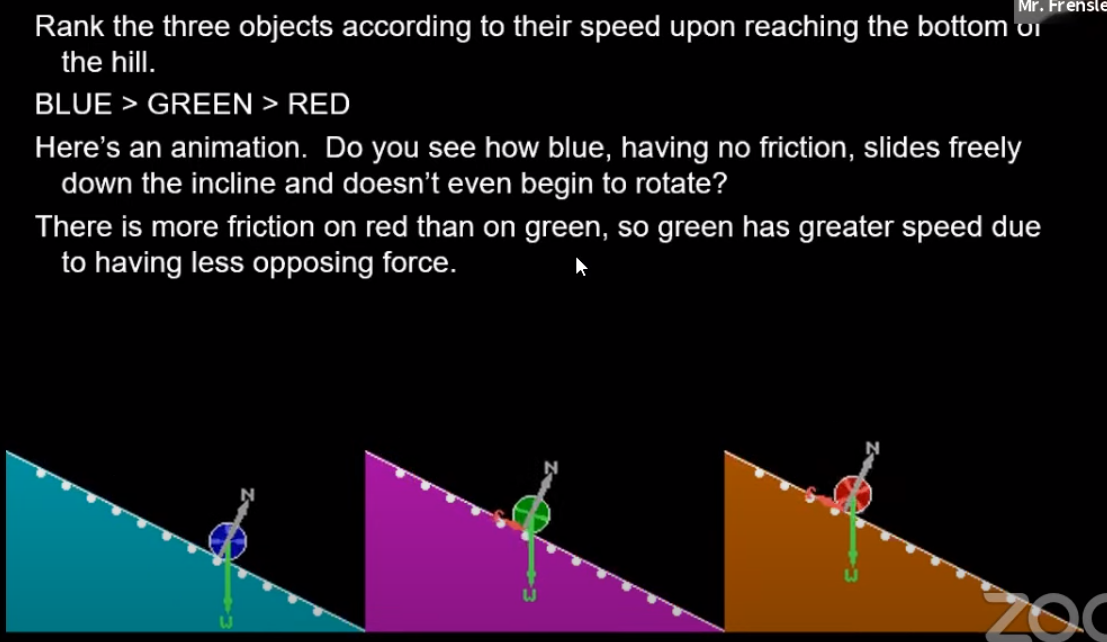 Mr. Frensle
Rank the three objects according to their speed upon reaching the bottom of
the hill.
BLUE > GREEN > RED
Here's an animation. Do you see how blue, having no friction, slides freely
down the incline and doesn't even begin to rotate?
There is more friction on red than on green, so green has greater speed due
to having less opposing force.
N
N
N
f
f
W
W
W
zoo